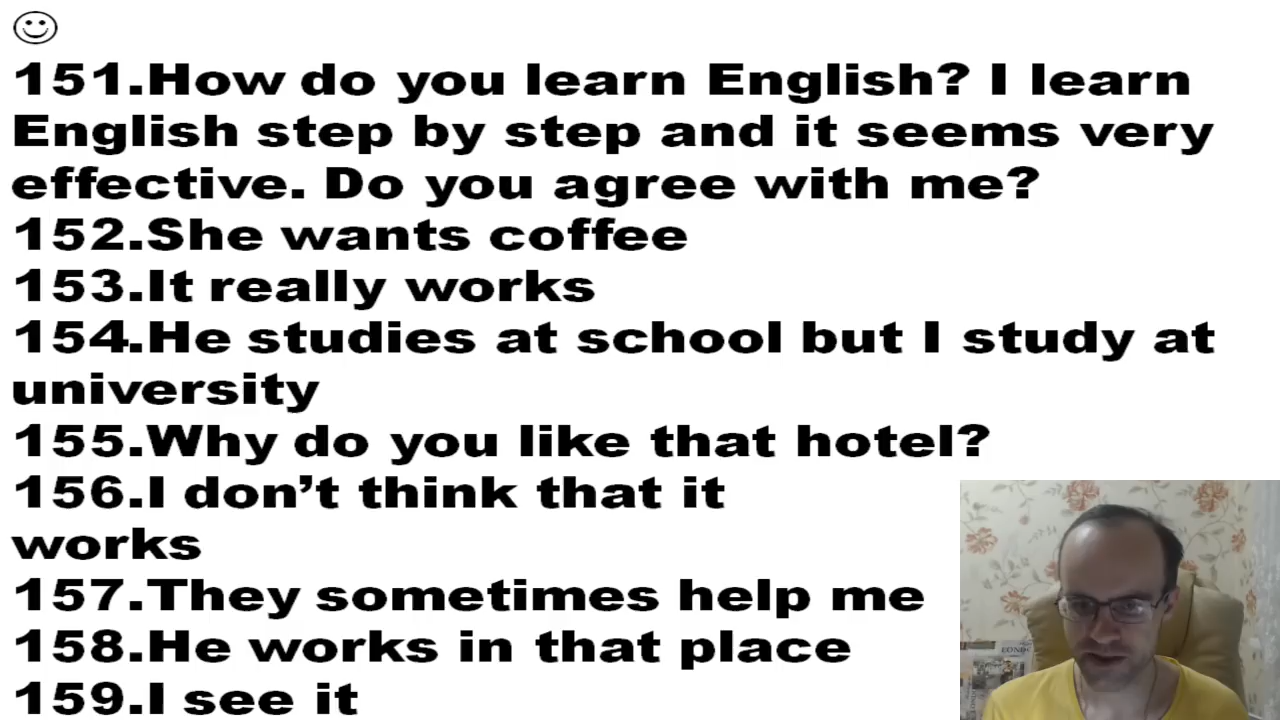 151.How do you learn English? I learn
English step by step and it seems very
effective. Do you agree with me?
152.She wants coffee
153.It really works
154.He studies at school but I study at
university
155.Why do you like that hotel?
156.I don’t think that it
works
157.They sometimes help me
158.He works in that place
159.I see it